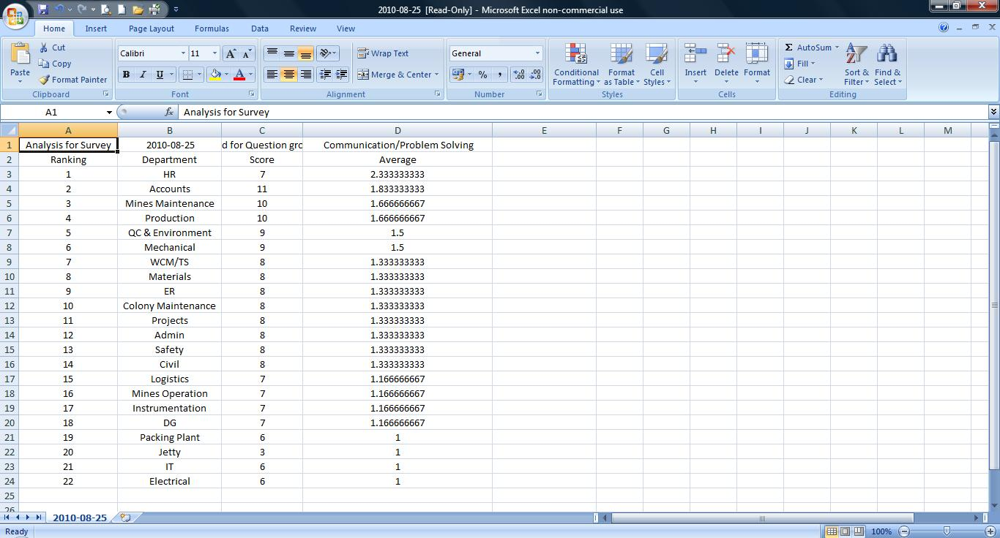 2010-08-25 [Read-Only] - Microsoft Excel non-commercial use
Home Insert Page Layout Formulas Data Review View
Paste
Cut
Copy
Format Painter
Clipboard
Calibri 11
B I U
Font
Wrap Text
Merge & Center
Alignment
General
% ,
Number
Conditional Formatting
Format as Table
Cell Styles
Styles
Insert Delete Format
Cells
Σ AutoSum
Fill
Clear
Sort & Filter
Find & Select
Editing
A1 fx Analysis for Survey
A B C D E F G H I J K L M
1 Analysis for Survey 2010-08-25 d for Question gro Communication/Problem Solving
2 Ranking Department Score Average
3 1 HR 7 2.333333333
4 2 Accounts 11 1.833333333
5 3 Mines Maintenance 10 1.666666667
6 4 Production 10 1.666666667
7 5 QC & Environment 9 1.5
8 6 Mechanical 9 1.5
9 7 WCM/TS 8 1.333333333
10 8 Materials 8 1.333333333
11 9 ER 8 1.333333333
12 10 Colony Maintenance 8 1.333333333
13 11 Projects 8 1.333333333
14 12 Admin 8 1.333333333
15 13 Safety 8 1.333333333
16 14 Civil 8 1.333333333
17 15 Logistics 7 1.166666667
18 16 Mines Operation 7 1.166666667
19 17 Instrumentation 7 1.166666667
20 18 DG 7 1.166666667
21 19 Packing Plant 6 1
22 20 Jetty 3 1
23 21 IT 6 1
24 22 Electrical 6 1
25
26
2010-08-25
Ready 100%